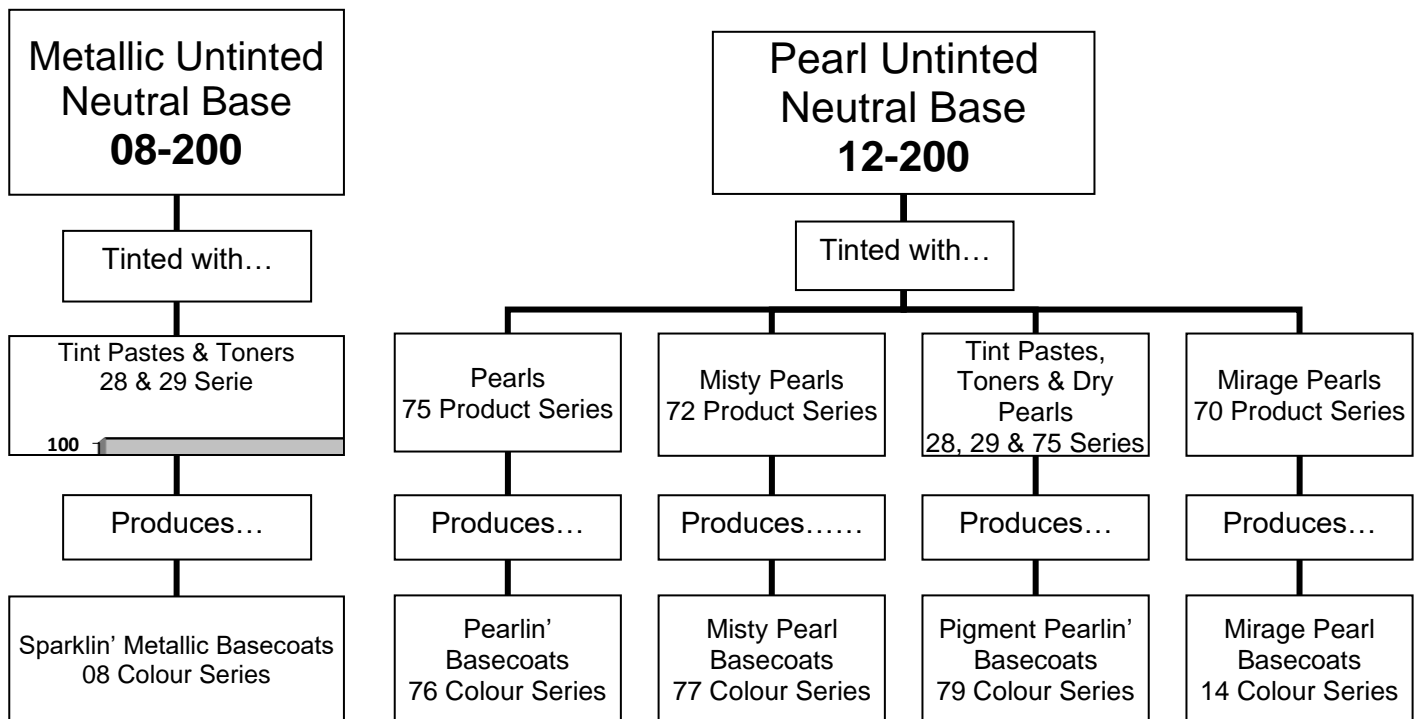 Metallic Untinted
Neutral Base
08-200
Tinted with…
Tint Pastes & Toners
28 & 29 Serie
100
Produces…
Sparklin’ Metallic Basecoats
08 Colour Series
Pearl Untinted
Neutral Base
12-200
Tinted with…
Pearls
75 Product Series
Produces…
Pearlin’
Basecoats
76 Colour Series
Misty Pearls
72 Product Series
Produces……
Misty Pearl
Basecoats
77 Colour Series
Tint Pastes,
Toners & Dry
Pearls
28, 29 & 75 Series
Produces…
Pigment Pearlin’
Basecoats
79 Colour Series
Mirage Pearls
70 Product Series
Produces…
Mirage Pearl
Basecoats
14 Colour Series